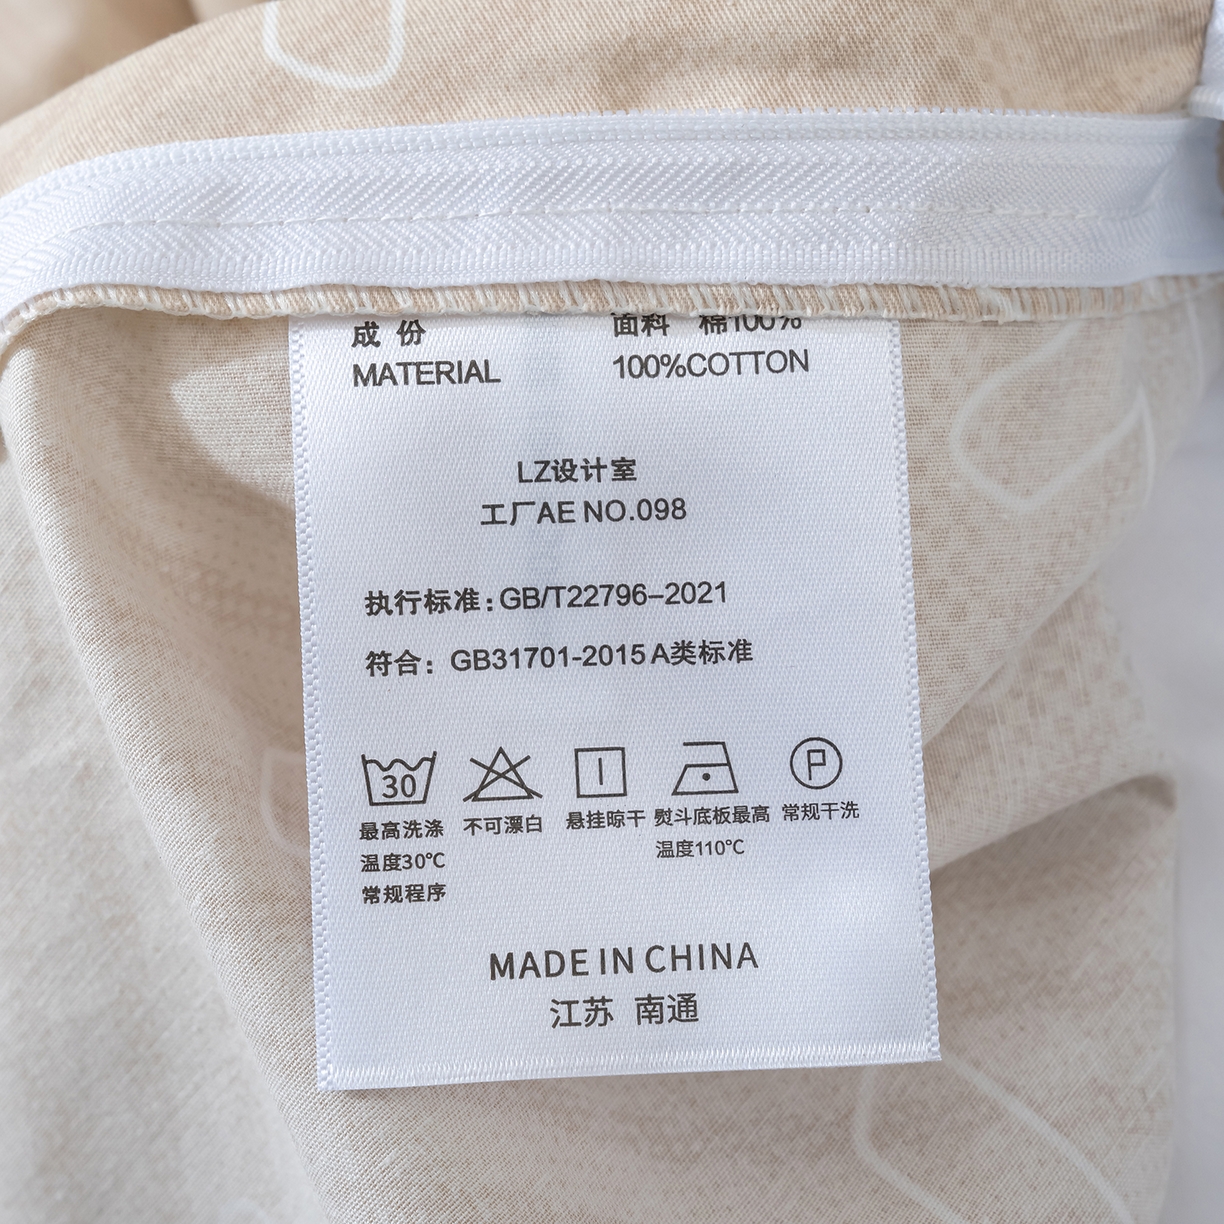 成份 面料 棉100%
MATERIAL 100%COTTON
LZ设计室
工厂AE NO.098
执行标准:GB/T22796-2021
符合: GB31701-2015 A类标准
30 P
最高洗涤 不可漂白 悬挂晾干 熨斗底板最高 常规干洗
温度30℃ 温度110℃
常规程序
MADE IN CHINA
江苏 南通